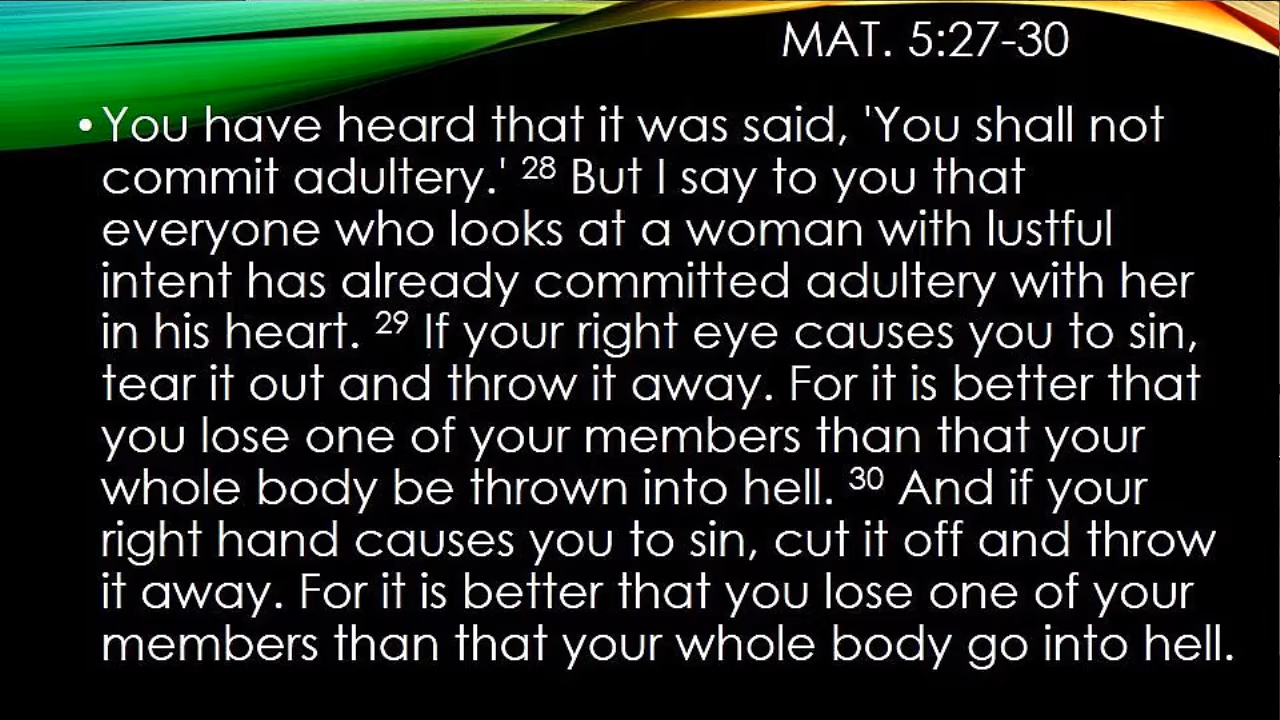 MAT. 5:27-30
• You have heard that it was said, 'You shall not
commit adultery.' 28 But I say to you that
everyone who looks at a woman with lustful
intent has already committed adultery with her
in his heart. 29 If your right eye causes you to sin,
tear it out and throw it away. For it is better that
you lose one of your members than that your
whole body be thrown into hell. 30 And if your
right hand causes you to sin, cut it off and throw
it away. For it is better that you lose one of your
members than that your whole body go into hell.